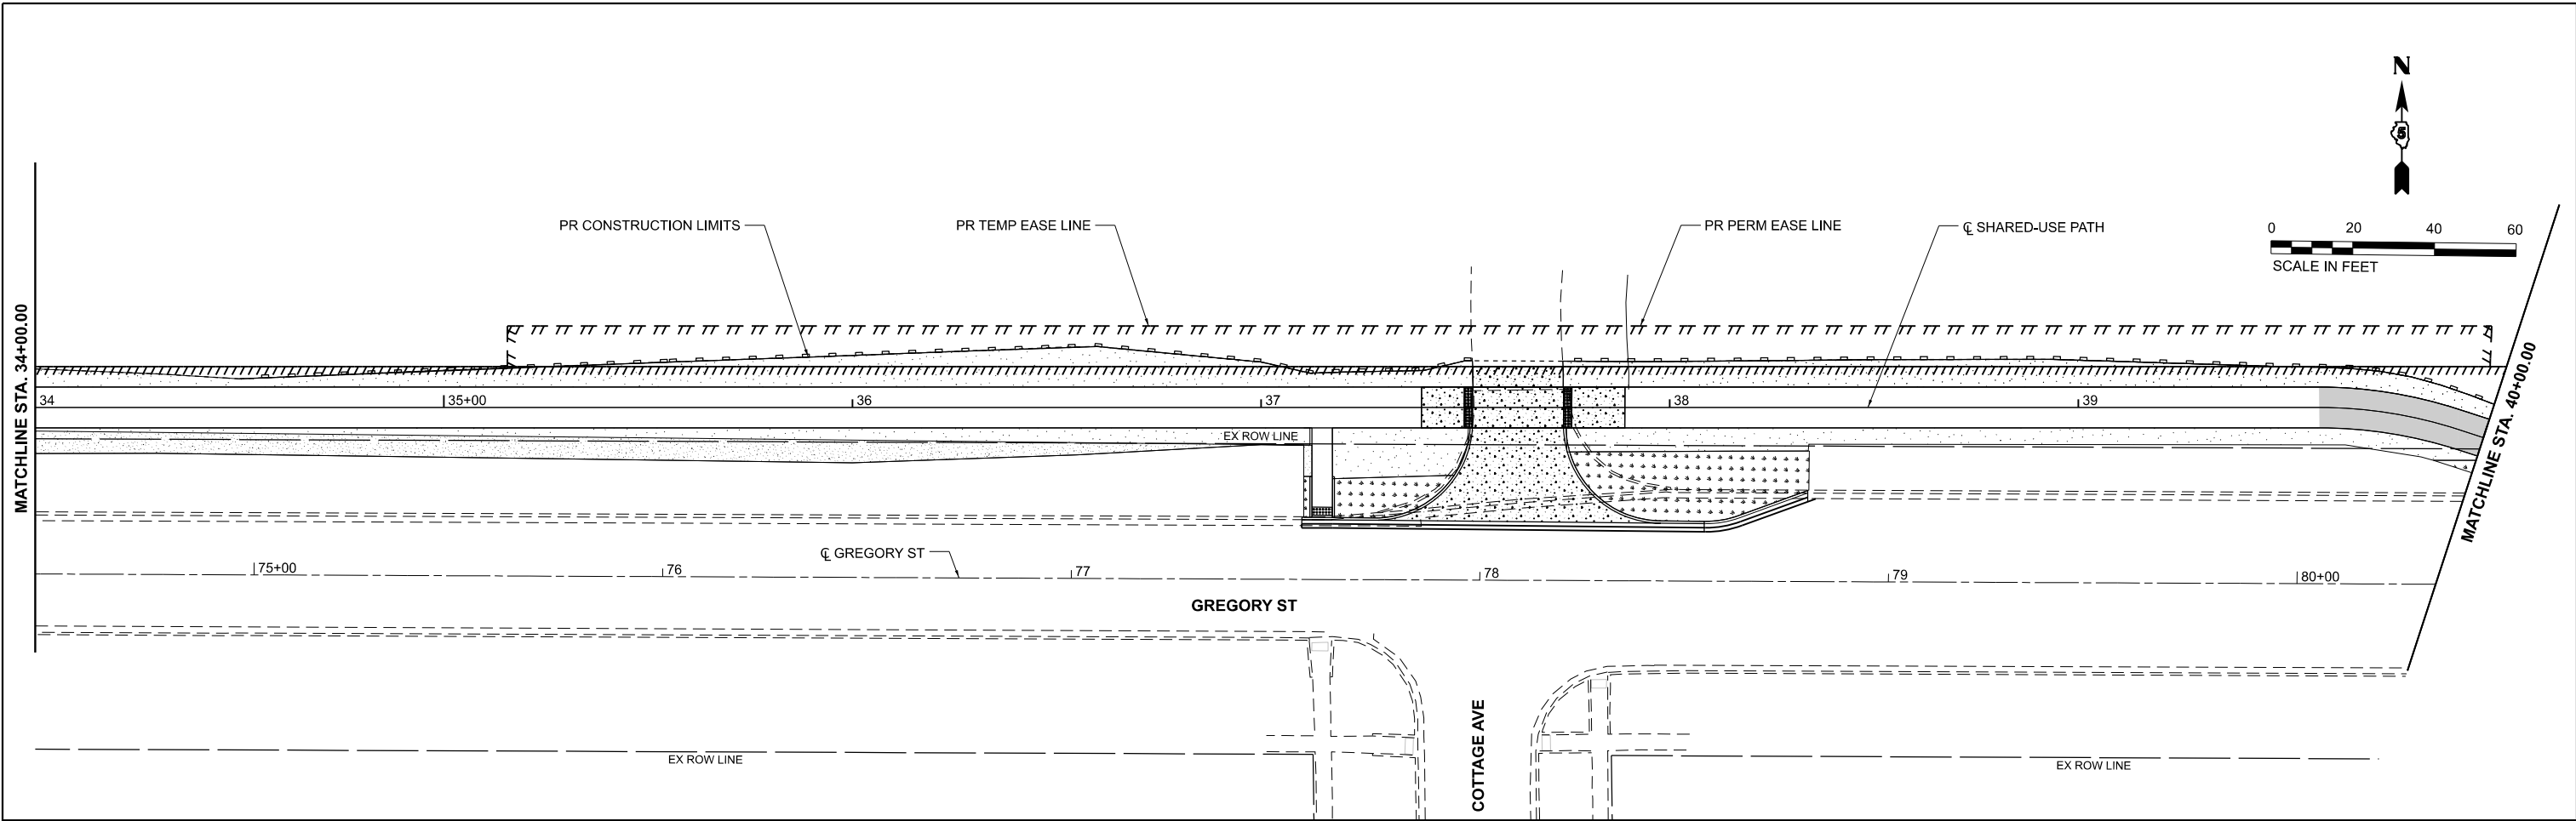 N
5
PR CONSTRUCTION LIMITS
PR TEMP EASE LINE
PR PERM EASE LINE
℄ SHARED-USE PATH
0 20 40 60
SCALE IN FEET
MATCHLINE STA. 34+00.00
MATCHLINE STA. 40+00.00
34 35+00 36 37 38 39
EX ROW LINE
℄ GREGORY ST
75+00 76 77 78 79 80+00
GREGORY ST
COTTAGE AVE
EX ROW LINE
EX ROW LINE